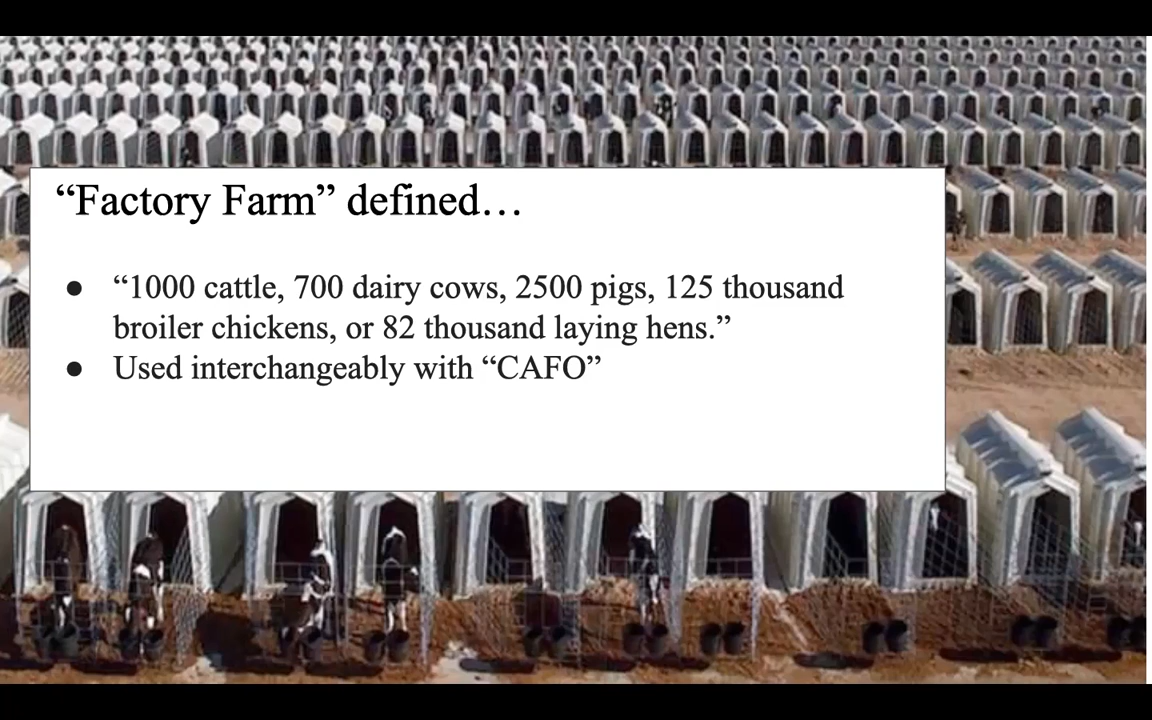 “Factory Farm” defined…
● “1000 cattle, 700 dairy cows, 2500 pigs, 125 thousand
broiler chickens, or 82 thousand laying hens.”
● Used interchangeably with “CAFO”